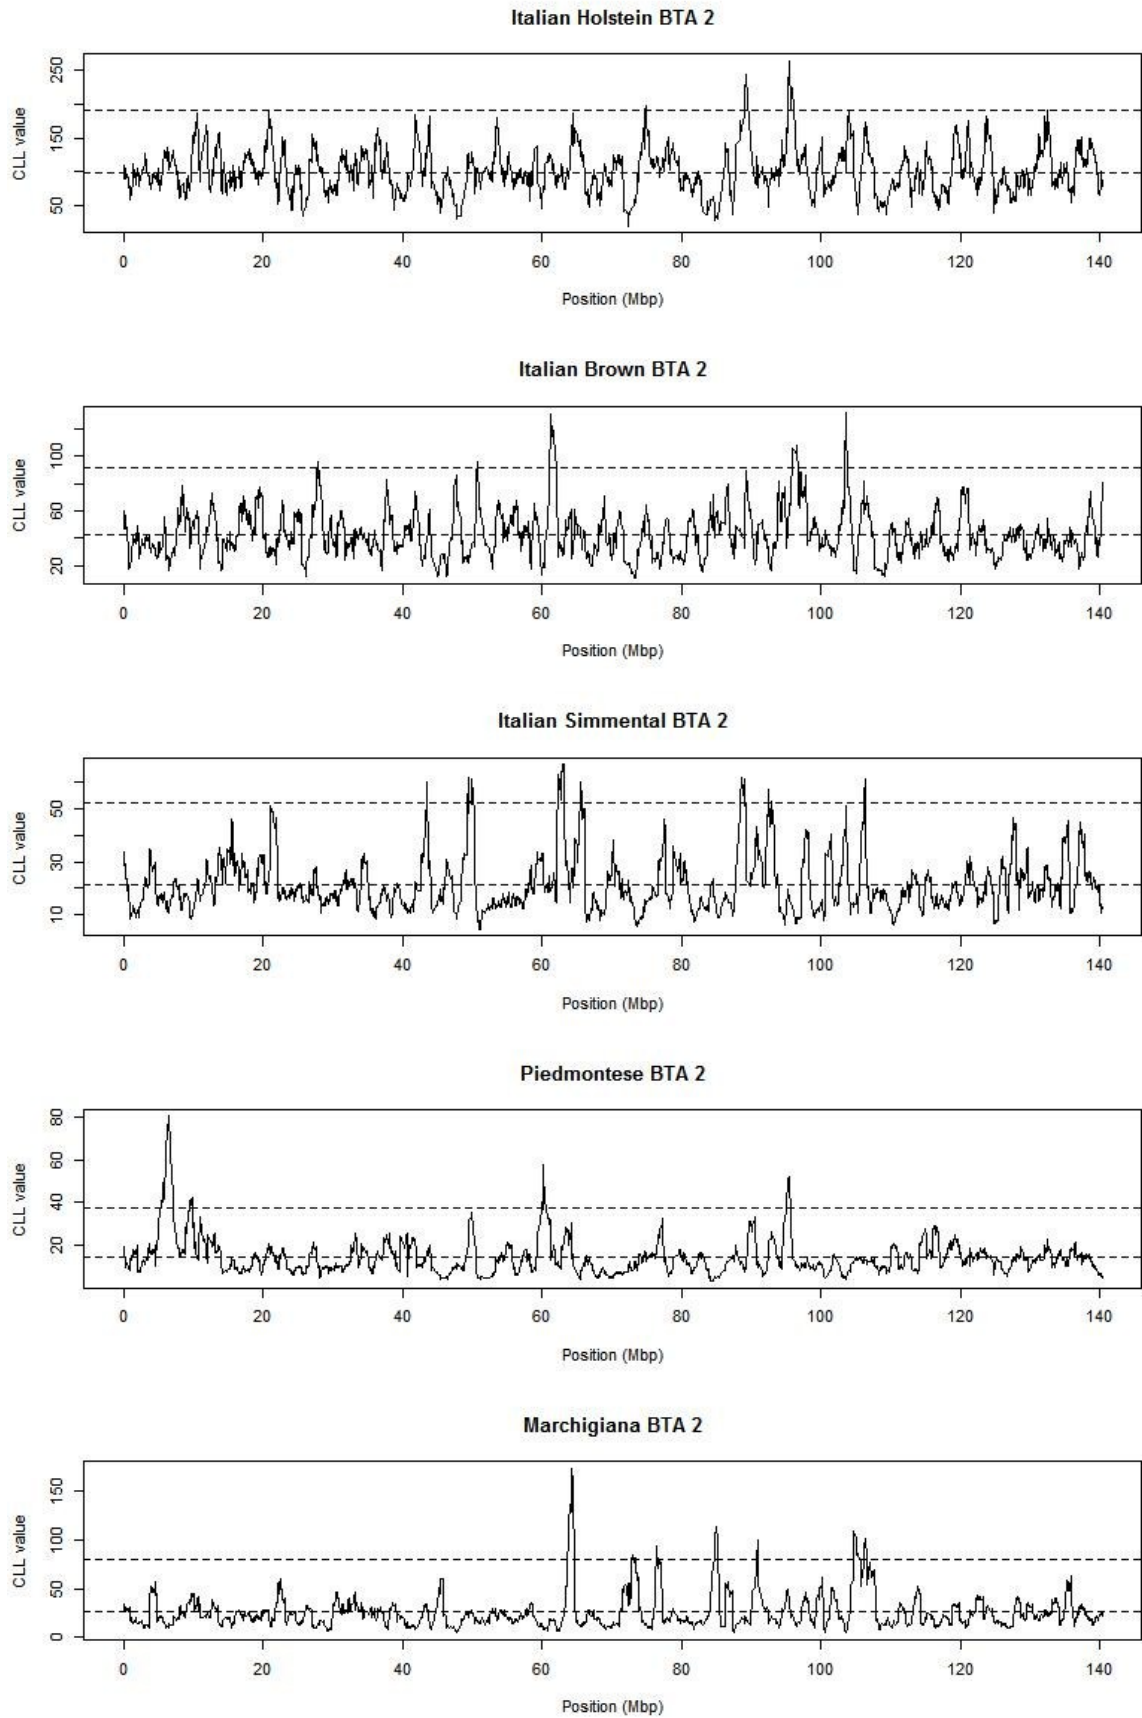 Italian Holstein BTA 2
CLL value
250
150
50
0 20 40 60 80 100 120 140
Position (Mbp)
Italian Brown BTA 2
CLL value
100
60
20
0 20 40 60 80 100 120 140
Position (Mbp)
Italian Simmental BTA 2
CLL value
50
30
10
0 20 40 60 80 100 120 140
Position (Mbp)
Piedmontese BTA 2
CLL value
80
60
40
20
0 20 40 60 80 100 120 140
Position (Mbp)
Marchigiana BTA 2
CLL value
150
100
50
0
0 20 40 60 80 100 120 140
Position (Mbp)